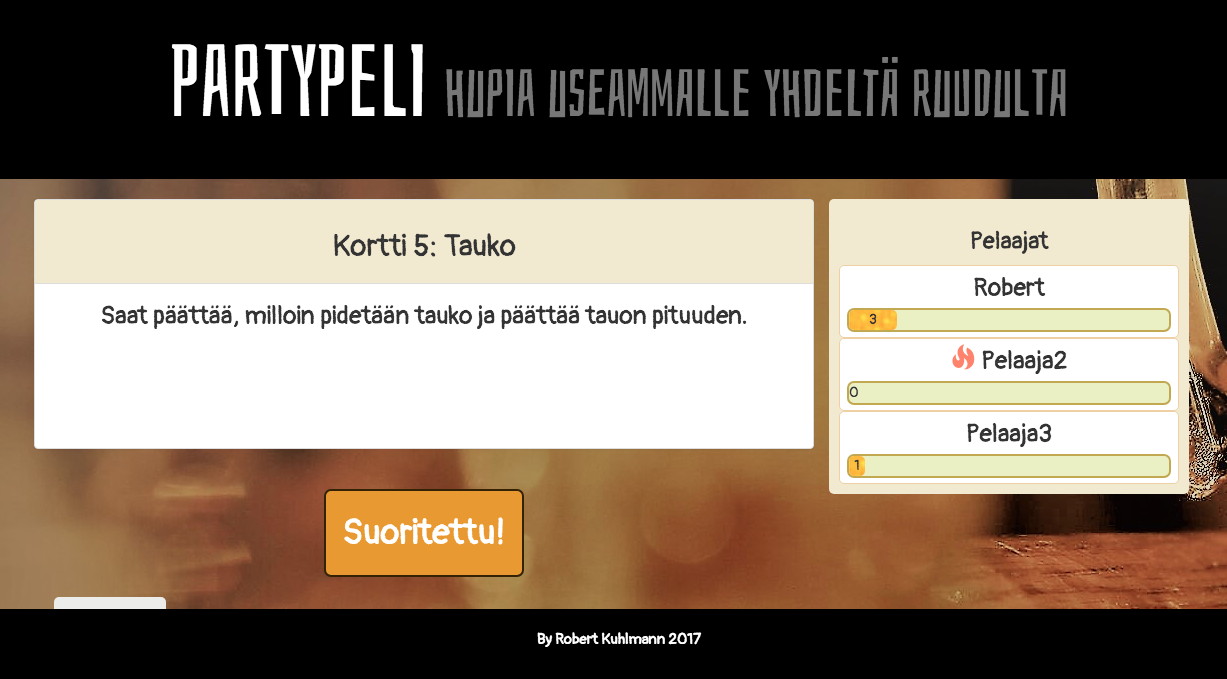 PARTYPELI HUPIA USEAMMALLE YHDELTÄ RUUDULTA
Kortti 5: Tauko
Saat päättää, milloin pidetään tauko ja päättää tauon pituuden.
Suoritettu!
Pelaajat
Robert
3
Pelaaja2
0
Pelaaja3
1
By Robert Kuhlmann 2017